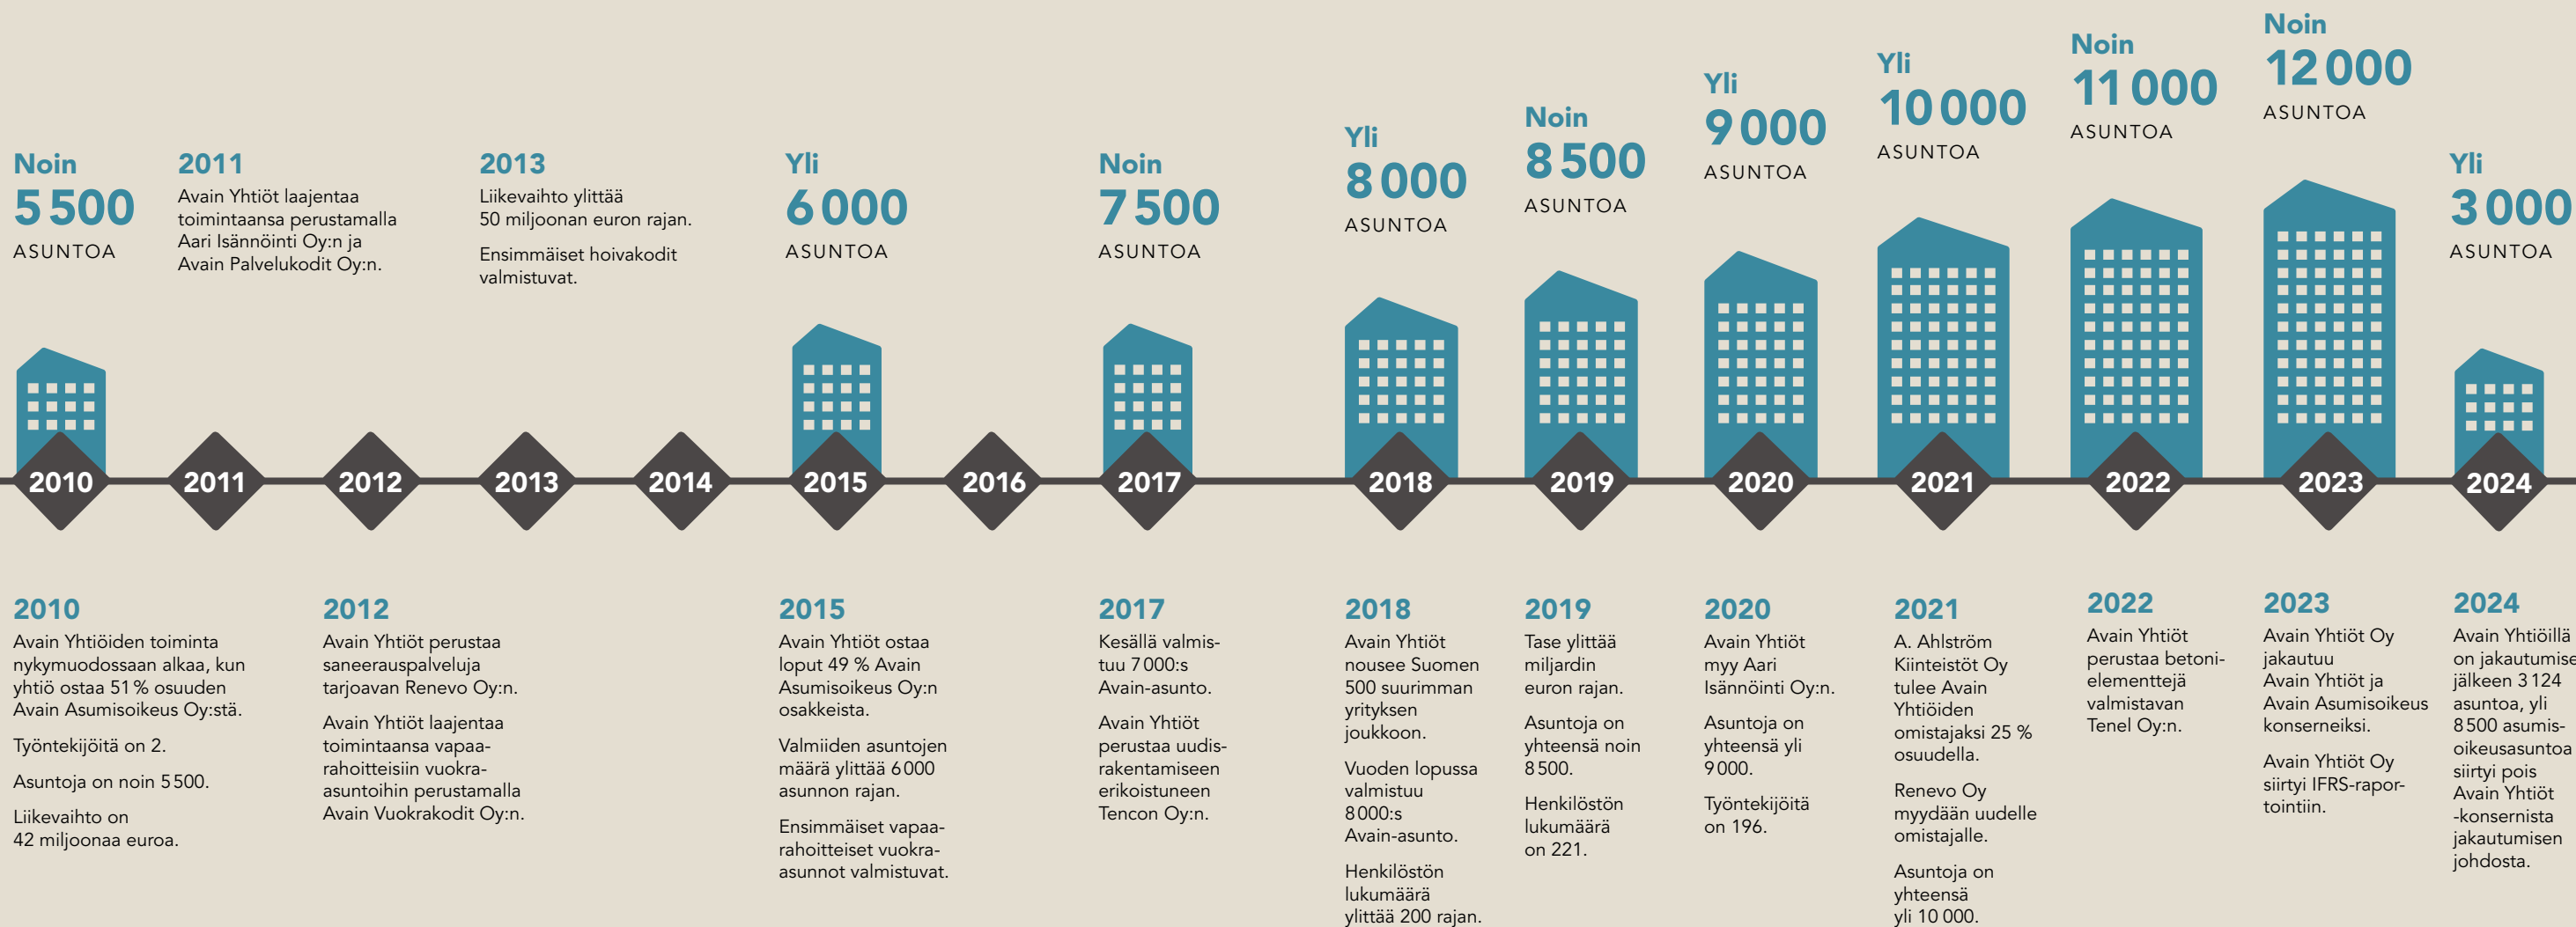 Noin
5 500
ASUNTOA
2011
Avain Yhtiöt laajentaa
toimintaansa perustamalla
Aari Isännöinti Oy:n ja
Avain Palvelukodit Oy:n.
2013
Liikevaihto ylittää
50 miljoonan euron rajan.
Ensimmäiset hoivakodit
valmistuvat.
Yli
6 000
ASUNTOA
Noin
7 500
ASUNTOA
Yli
8 000
ASUNTOA
Noin
8 500
ASUNTOA
Yli
9 000
ASUNTOA
Yli
10 000
ASUNTOA
Noin
11 000
ASUNTOA
Noin
12 000
ASUNTOA
Yli
3 000
ASUNTOA
2010
2011
2012
2013
2014
2015
2016
2017
2018
2019
2020
2021
2022
2023
2024
2010
Avain Yhtiöiden toiminta
nykymuodossaan alkaa, kun
yhtiö ostaa 51 % osuuden
Avain Asumisoikeus Oy:stä.
Työntekijöitä on 2.
Asuntoja on noin 5 500.
Liikevaihto on
42 miljoonaa euroa.
2012
Avain Yhtiöt perustaa
saneerauspalveluja
tarjoavan Renevo Oy:n.
Avain Yhtiöt laajentaa
toimintaansa vapaa-
rahoitteisiin vuokra-
asuntoihin perustamalla
Avain Vuokrakodit Oy:n.
2015
Avain Yhtiöt ostaa
loput 49 % Avain
Asumisoikeus Oy:n
osakkeista.
Valmiiden asuntojen
määrä ylittää 6 000
asunnon rajan.
Ensimmäiset vapaa-
rahoitteiset vuokra-
asunnot valmistuvat.
2017
Kesällä valmis-
tuu 7 000:s
Avain-asunto.
Avain Yhtiöt
perustaa uudis-
rakentamiseen
erikoistuneen
Tencon Oy:n.
2018
Avain Yhtiöt
nousee Suomen
500 suurimman
yrityksen
joukkoon.
Vuoden lopussa
valmistuu
8 000:s
Avain-asunto.
Henkilöstön
lukumäärä
ylittää 200 rajan.
2019
Tase ylittää
miljardin
euron rajan.
Asuntoja on
yhteensä noin
8 500.
Henkilöstön
lukumäärä
on 221.
2020
Avain Yhtiöt
myy Aari
Isännöinti Oy:n.
Asuntoja on
yhteensä yli
9 000.
Työntekijöitä
on 196.
2021
A. Ahlström
Kiinteistöt Oy
tulee Avain
Yhtiöiden
omistajaksi 25 %
osuudella.
Renevo Oy
myydään uudelle
omistajalle.
Asuntoja on
yhteensä
yli 10 000.
2022
Avain Yhtiöt
perustaa betoni-
elementtejä
valmistavan
Tenel Oy:n.
2023
Avain Yhtiöt Oy
jakautuu
Avain Yhtiöt ja
Avain Asumisoikeus
konserneiksi.
Avain Yhtiöt Oy
siirtyi IFRS-rapor-
tointiin.
2024
Avain Yhtiöillä
on jakautumise
jälkeen 3 124
asuntoa, yli
8 500 asumis-
oikeusasuntoa
siirtyi pois
Avain Yhtiöt
-konsernista
jakautumisen
johdosta.